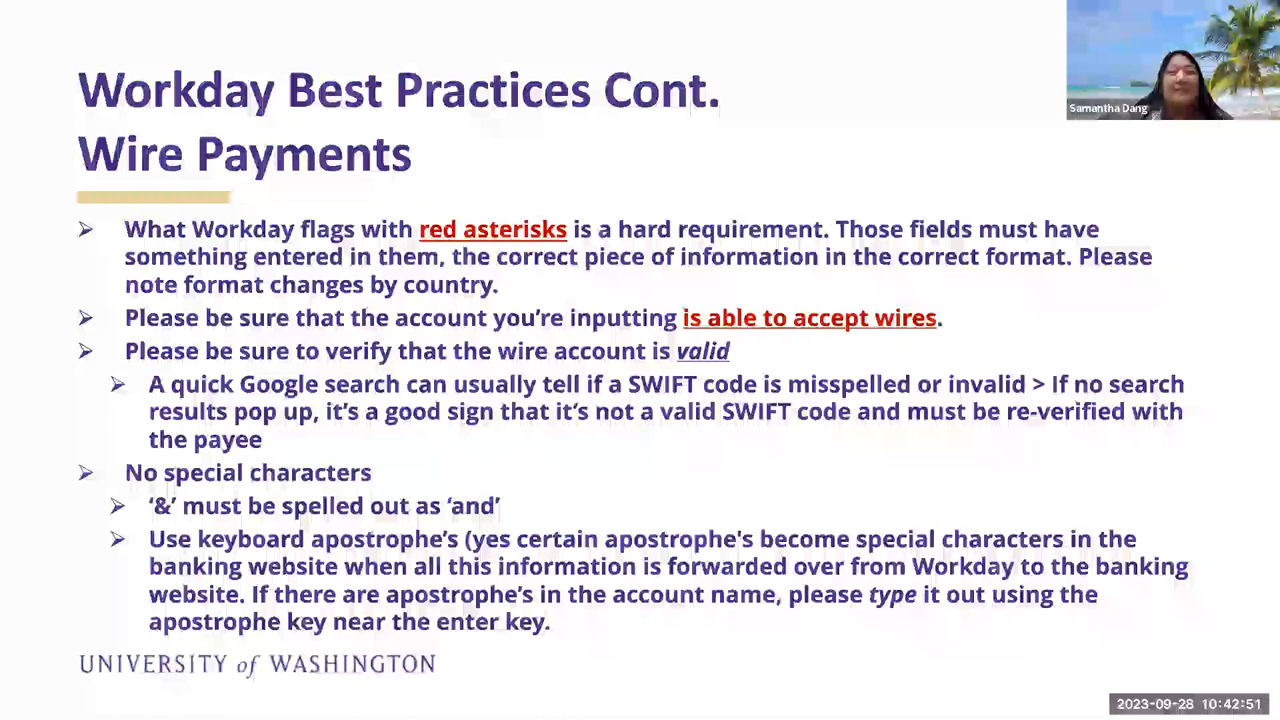 Workday Best Practices Cont.
Wire Payments
Samantha Dang
➢ What Workday flags with red asterisks is a hard requirement. Those fields must have
something entered in them, the correct piece of information in the correct format. Please
note format changes by country.
➢ Please be sure that the account you’re inputting is able to accept wires.
➢ Please be sure to verify that the wire account is valid
➢ A quick Google search can usually tell if a SWIFT code is misspelled or invalid > If no search
results pop up, it’s a good sign that it’s not a valid SWIFT code and must be re-verified with
the payee
➢ No special characters
➢ ‘&’ must be spelled out as ‘and’
➢ Use keyboard apostrophe’s (yes certain apostrophe's become special characters in the
banking website when all this information is forwarded over from Workday to the banking
website. If there are apostrophe’s in the account name, please type it out using the
apostrophe key near the enter key.
UNIVERSITY of WASHINGTON
2023-09-28 10:42:51